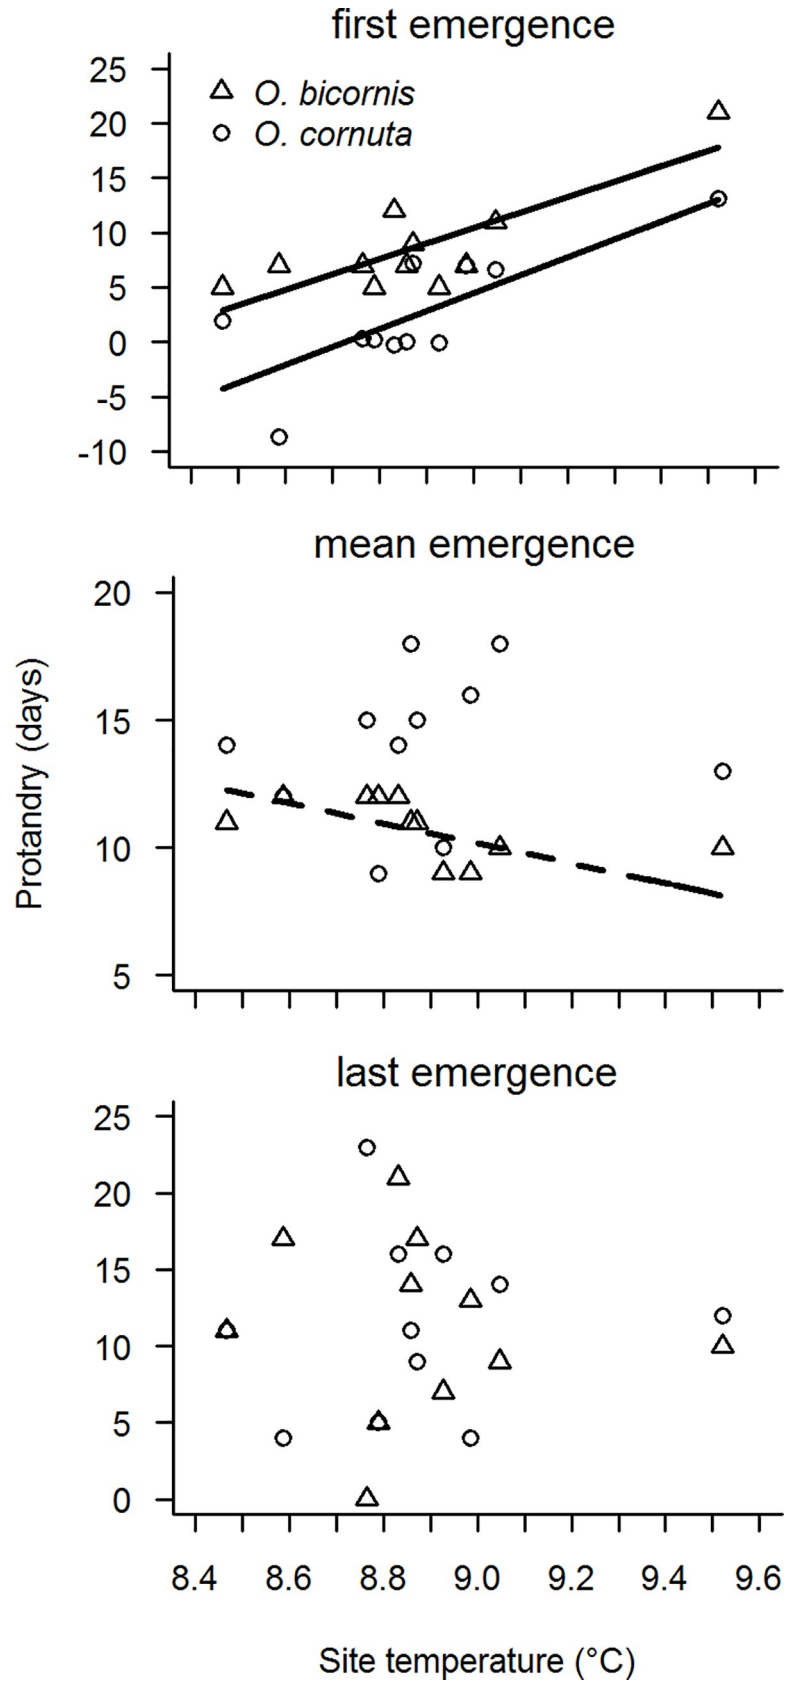 first emergence
25
20
15
10
5
0
-5
-10
O. bicornis
O. cornuta
mean emergence
20
15
10
5
Protandry (days)
last emergence
25
20
15
10
5
0
8.4 8.6 8.8 9.0 9.2 9.4 9.6
Site temperature (°C)